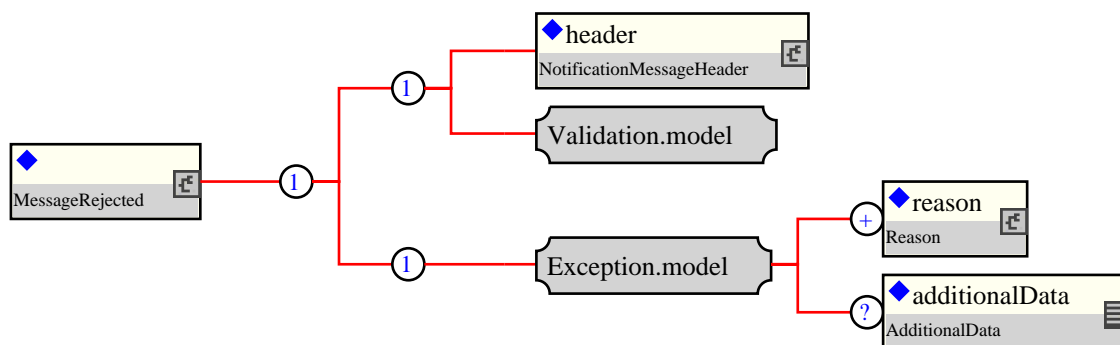 header
NotificationMessageHeader
1
Validation.model
MessageRejected
1
reason
+
Reason
1
Exception.model
additionalData
?
AdditionalData